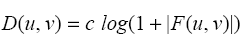 D(u,v) = c log(1 + |F(u,v)|)